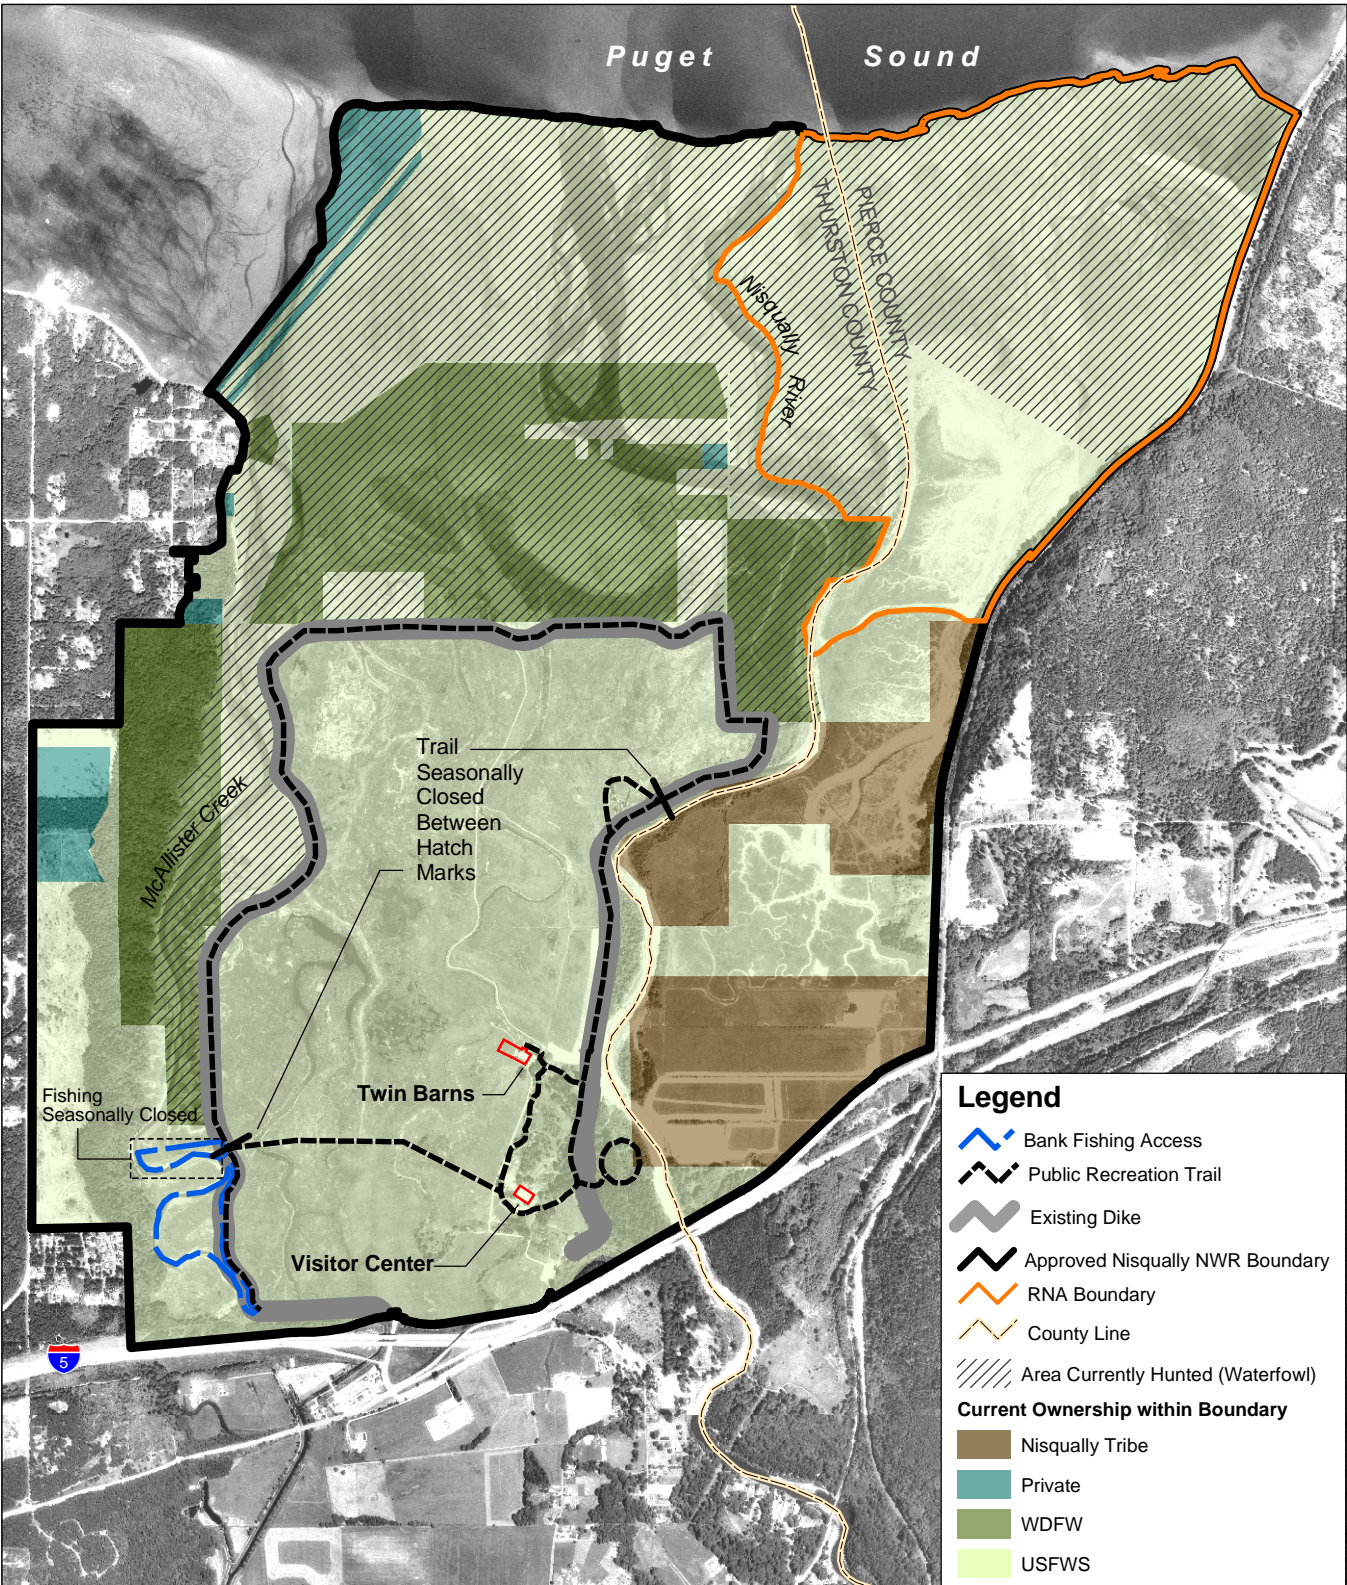 Puget Sound
PIERCE COUNTY
THURSTON COUNTY
Nisqually River
McAllister Creek
Trail
Seasonally
Closed
Between
Hatch
Marks
Twin Barns
Fishing
Seasonally Closed
Visitor Center
5
Legend
Bank Fishing Access
Public Recreation Trail
Existing Dike
Approved Nisqually NWR Boundary
RNA Boundary
County Line
Area Currently Hunted (Waterfowl)
Current Ownership within Boundary
Nisqually Tribe
Private
WDFW
USFWS